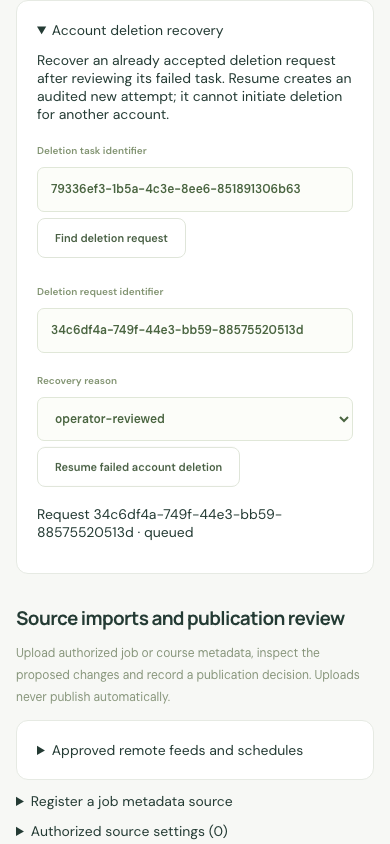 Account deletion recovery
Recover an already accepted deletion request
after reviewing its failed task. Resume creates an
audited new attempt; it cannot initiate deletion
for another account.
Deletion task identifier
79336ef3-1b5a-4c3e-8ee6-851891306b63
Find deletion request
Deletion request identifier
34c6df4a-749f-44e3-bb59-88575520513d
Recovery reason
operator-reviewed
Resume failed account deletion
Request 34c6df4a-749f-44e3-bb59-
88575520513d · queued
Source imports and publication review
Upload authorized job or course metadata, inspect the
proposed changes and record a publication decision. Uploads
never publish automatically.
Approved remote feeds and schedules
Register a job metadata source
Authorized source settings (0)